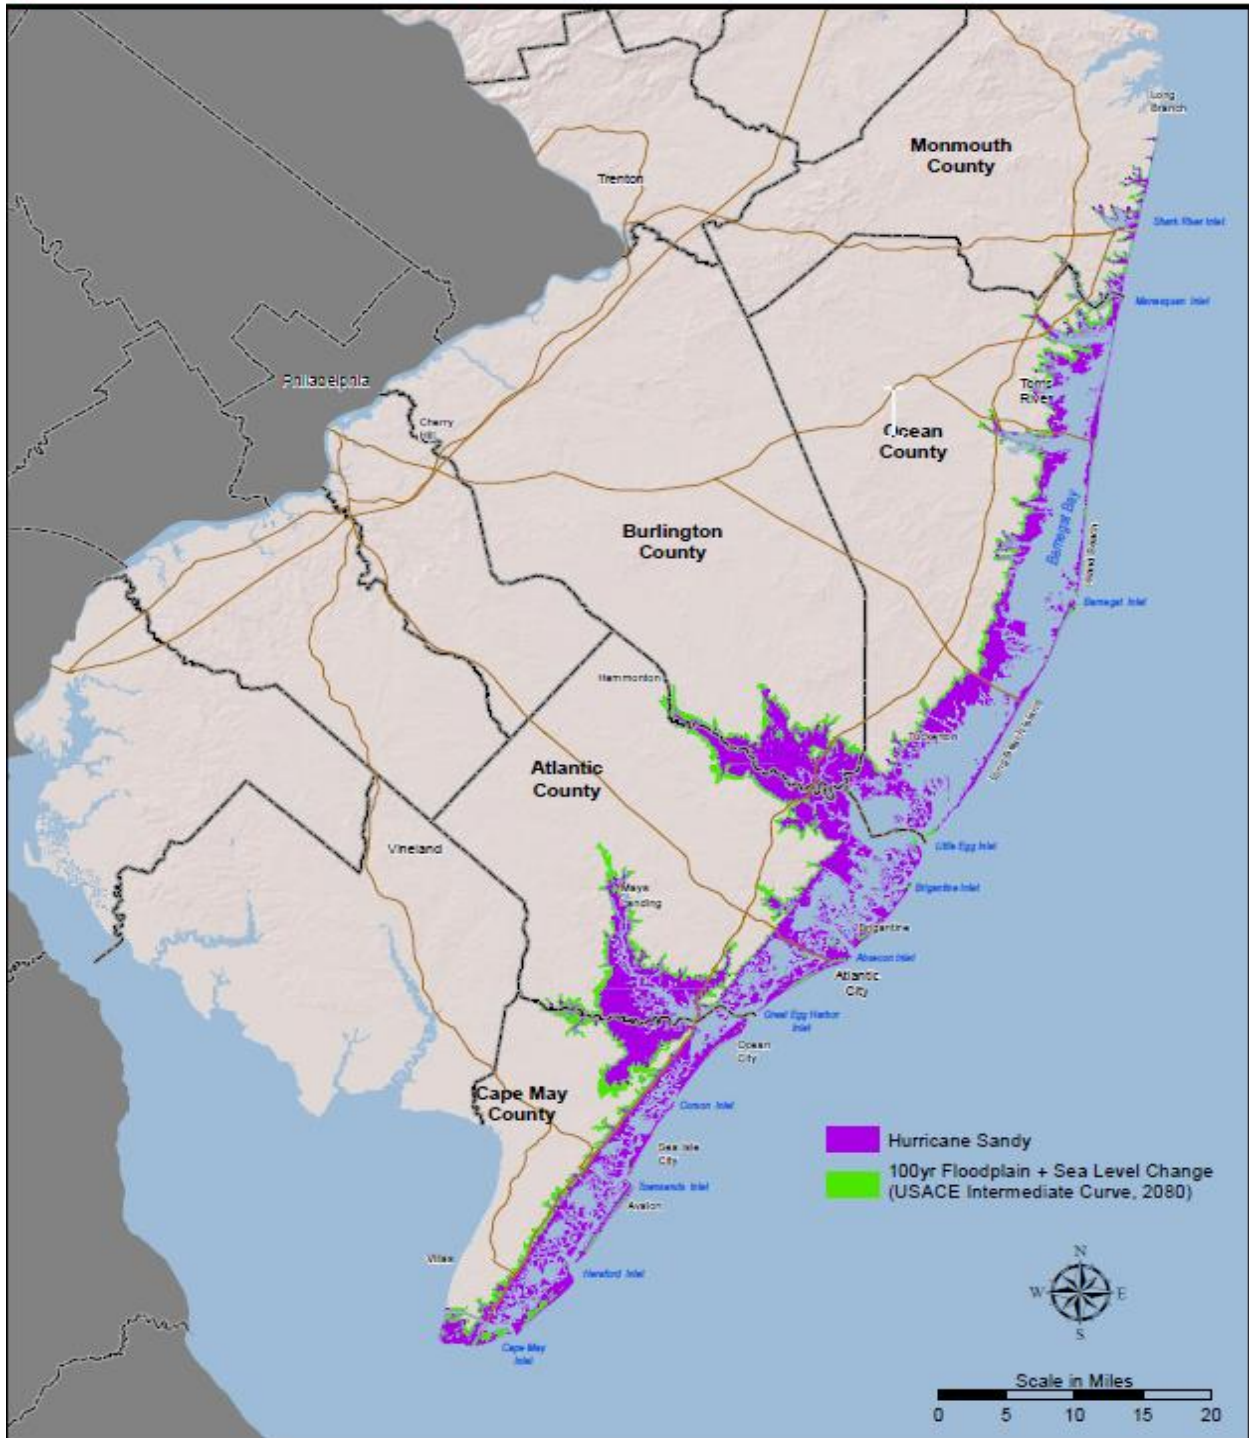 Long
Branch
Monmouth
County
Trenton
Shark River Inlet
Manasquan Inlet
Philadelphia
Toms
River
Cherry
Hill
Ocean
County
Barnegat Bay
Burlington
County
Island Beach
Barnegat Inlet
Hammonton
Long Beach Island
Tuckerton
Atlantic
County
Vineland
Little Egg Inlet
Mays
Landing
Brigantine Inlet
Brigantine
Absecon Inlet
Atlantic
City
Great Egg Harbor
Inlet
Ocean
City
Cape May
County
Corson Inlet
Hurricane Sandy
Sea Isle
City
100yr Floodplain + Sea Level Change
(USACE Intermediate Curve, 2080)
Townsends Inlet
Avalon
Villas
Hereford Inlet
N
W
E
S
Cape May
Inlet
Scale in Miles
0 5 10 15 20